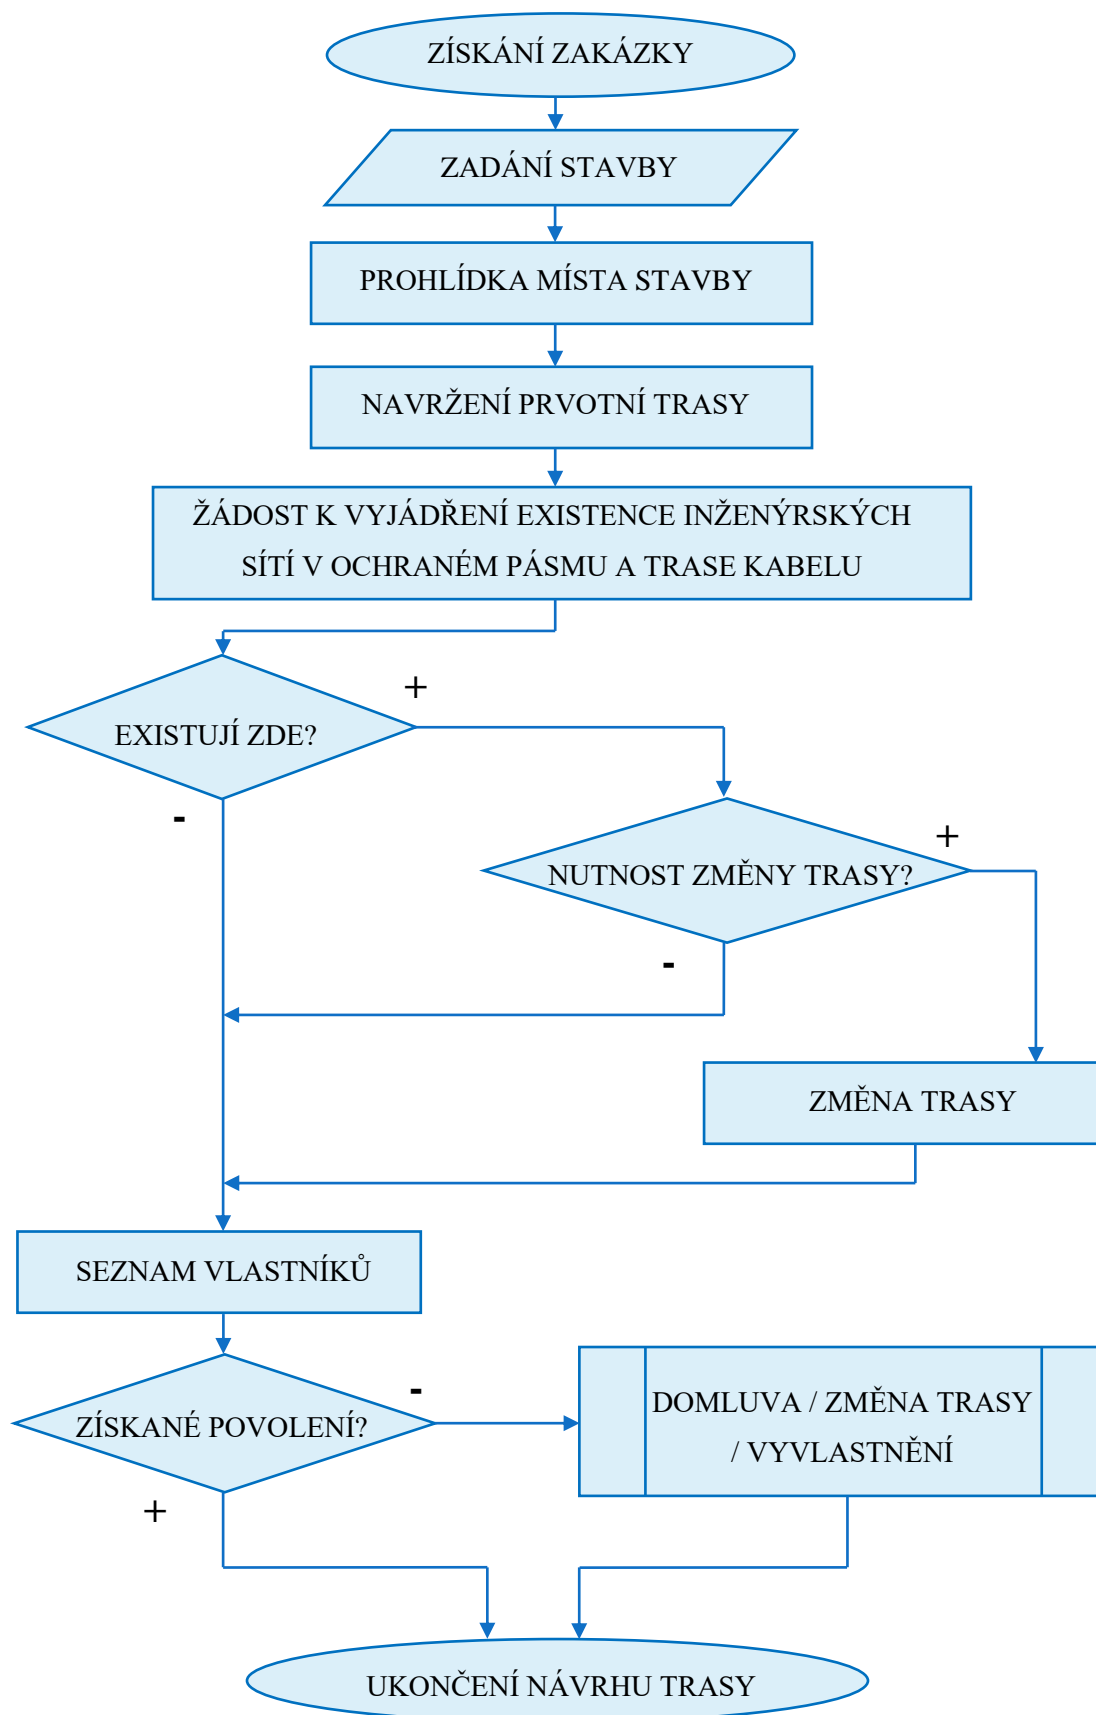 ZÍSKÁNÍ ZAKÁZKY
ZADÁNÍ STAVBY
PROHLÍDKA MÍSTA STAVBY
NAVRŽENÍ PRVOTNÍ TRASY
ŽÁDOST K VYJÁDŘENÍ EXISTENCE INŽENÝRSKÝCH
SÍTÍ V OCHRANÉM PÁSMU A TRASE KABELU
+
EXISTUJÍ ZDE?
-
+
NUTNOST ZMĚNY TRASY?
-
ZMĚNA TRASY
SEZNAM VLASTNÍKŮ
-
ZÍSKANÉ POVOLENÍ?
DOMLUVA / ZMĚNA TRASY
/ VYVLASTNĚNÍ
+
UKONČENÍ NÁVRHU TRASY